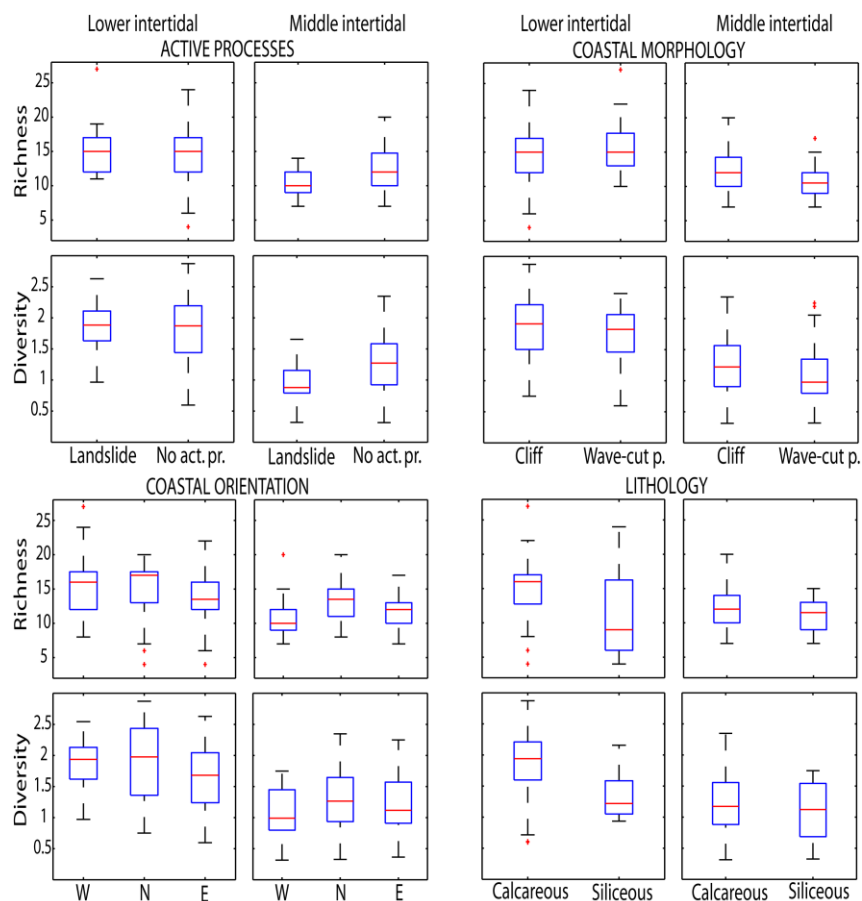 Lower intertidal Middle intertidal Lower intertidal Middle intertidal
ACTIVE PROCESSES COASTAL MORPHOLOGY
25
20
15
10
5
Richness
2.5
2
1.5
1
0.5
Diversity
Landslide No act. pr. Landslide No act. pr. Cliff Wave-cut p. Cliff Wave-cut p.
COASTAL ORIENTATION LITHOLOGY
25
20
15
10
5
Richness
2.5
2
1.5
1
0.5
Diversity
W N E W N E Calcareous Siliceous Calcareous Siliceous